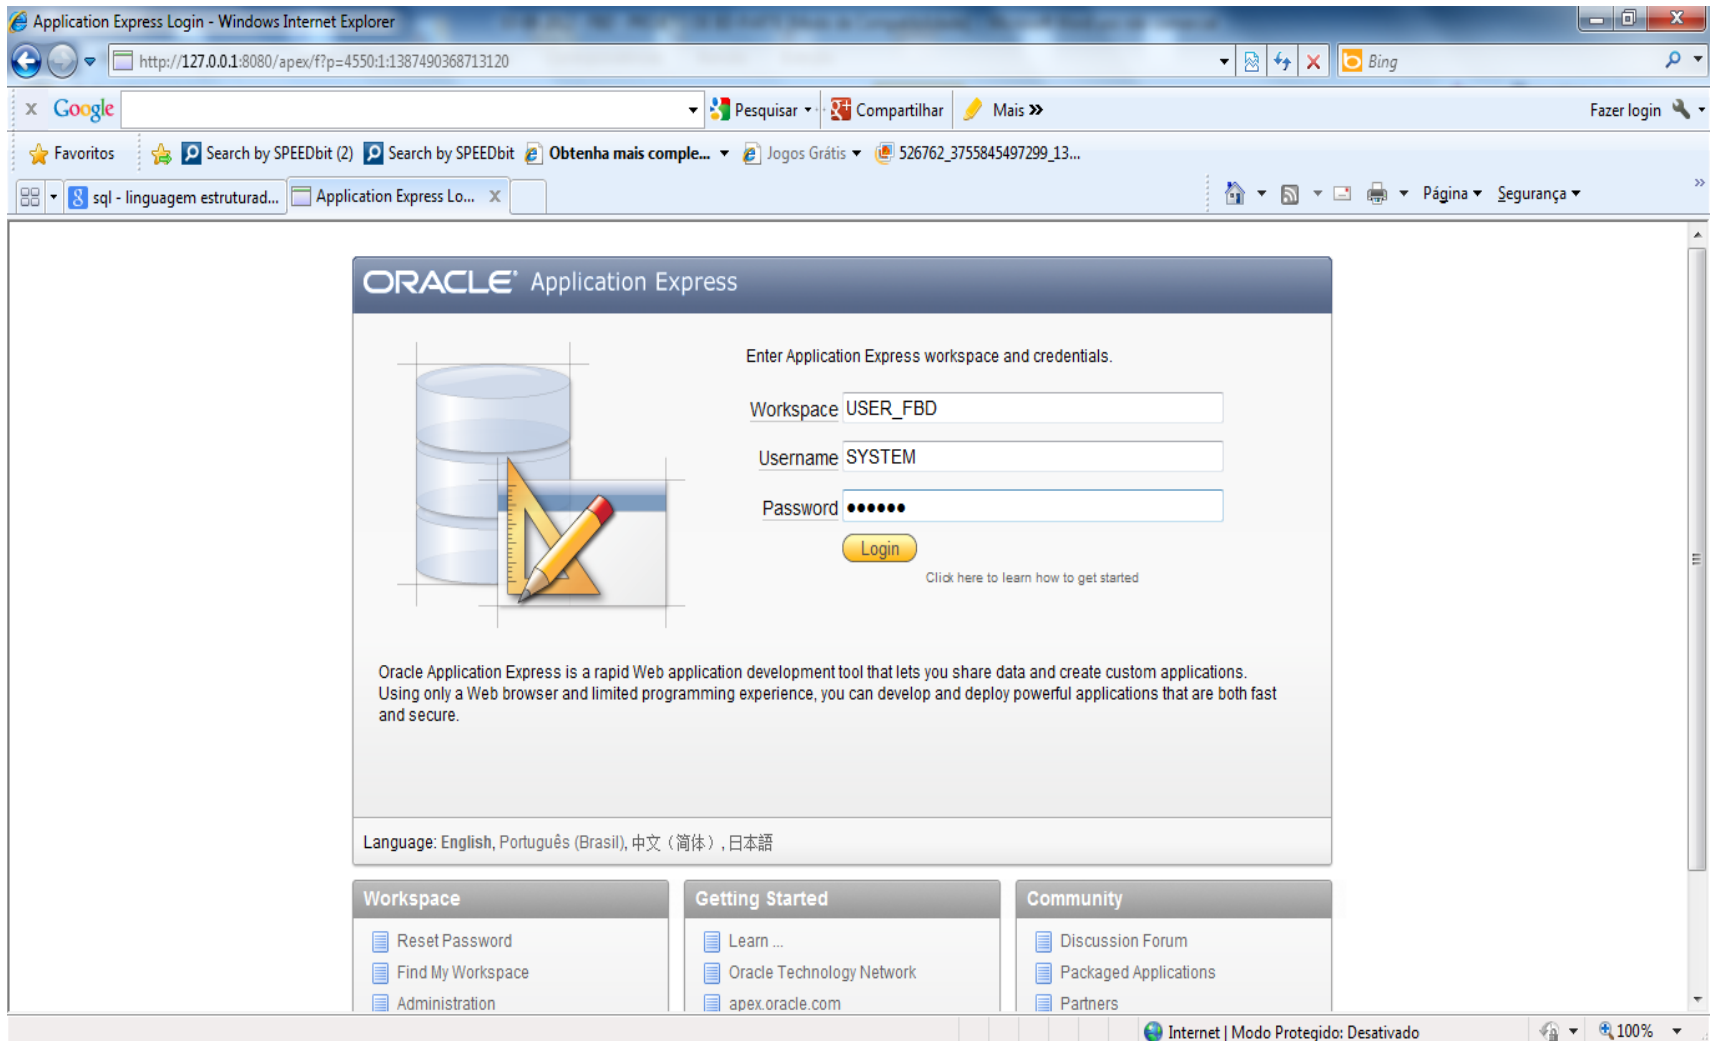 Application Express Login - Windows Internet Explorer
http://127.0.0.1:8080/apex/f?p=4550:1:1387490368713120
Bing
x Google Pesquisar Compartilhar Mais » Fazer login
Favoritos Search by SPEEDbit (2) Search by SPEEDbit Obtenha mais comple... Jogos Grátis 526762_3755845497299_13...
sql - linguagem estruturad... Application Express Lo... X Página Segurança »
ORACLE Application Express
Enter Application Express workspace and credentials.
Workspace USER_FBD
Username SYSTEM
Password ••••••
Login
Click here to learn how to get started
Oracle Application Express is a rapid Web application development tool that lets you share data and create custom applications.
Using only a Web browser and limited programming experience, you can develop and deploy powerful applications that are both fast
and secure.
Language: English, Português (Brasil), 中文（简体）, 日本語
Workspace
Reset Password
Find My Workspace
Administration
Getting Started
Learn ...
Oracle Technology Network
apex.oracle.com
Community
Discussion Forum
Packaged Applications
Partners
Internet | Modo Protegido: Desativado 100%